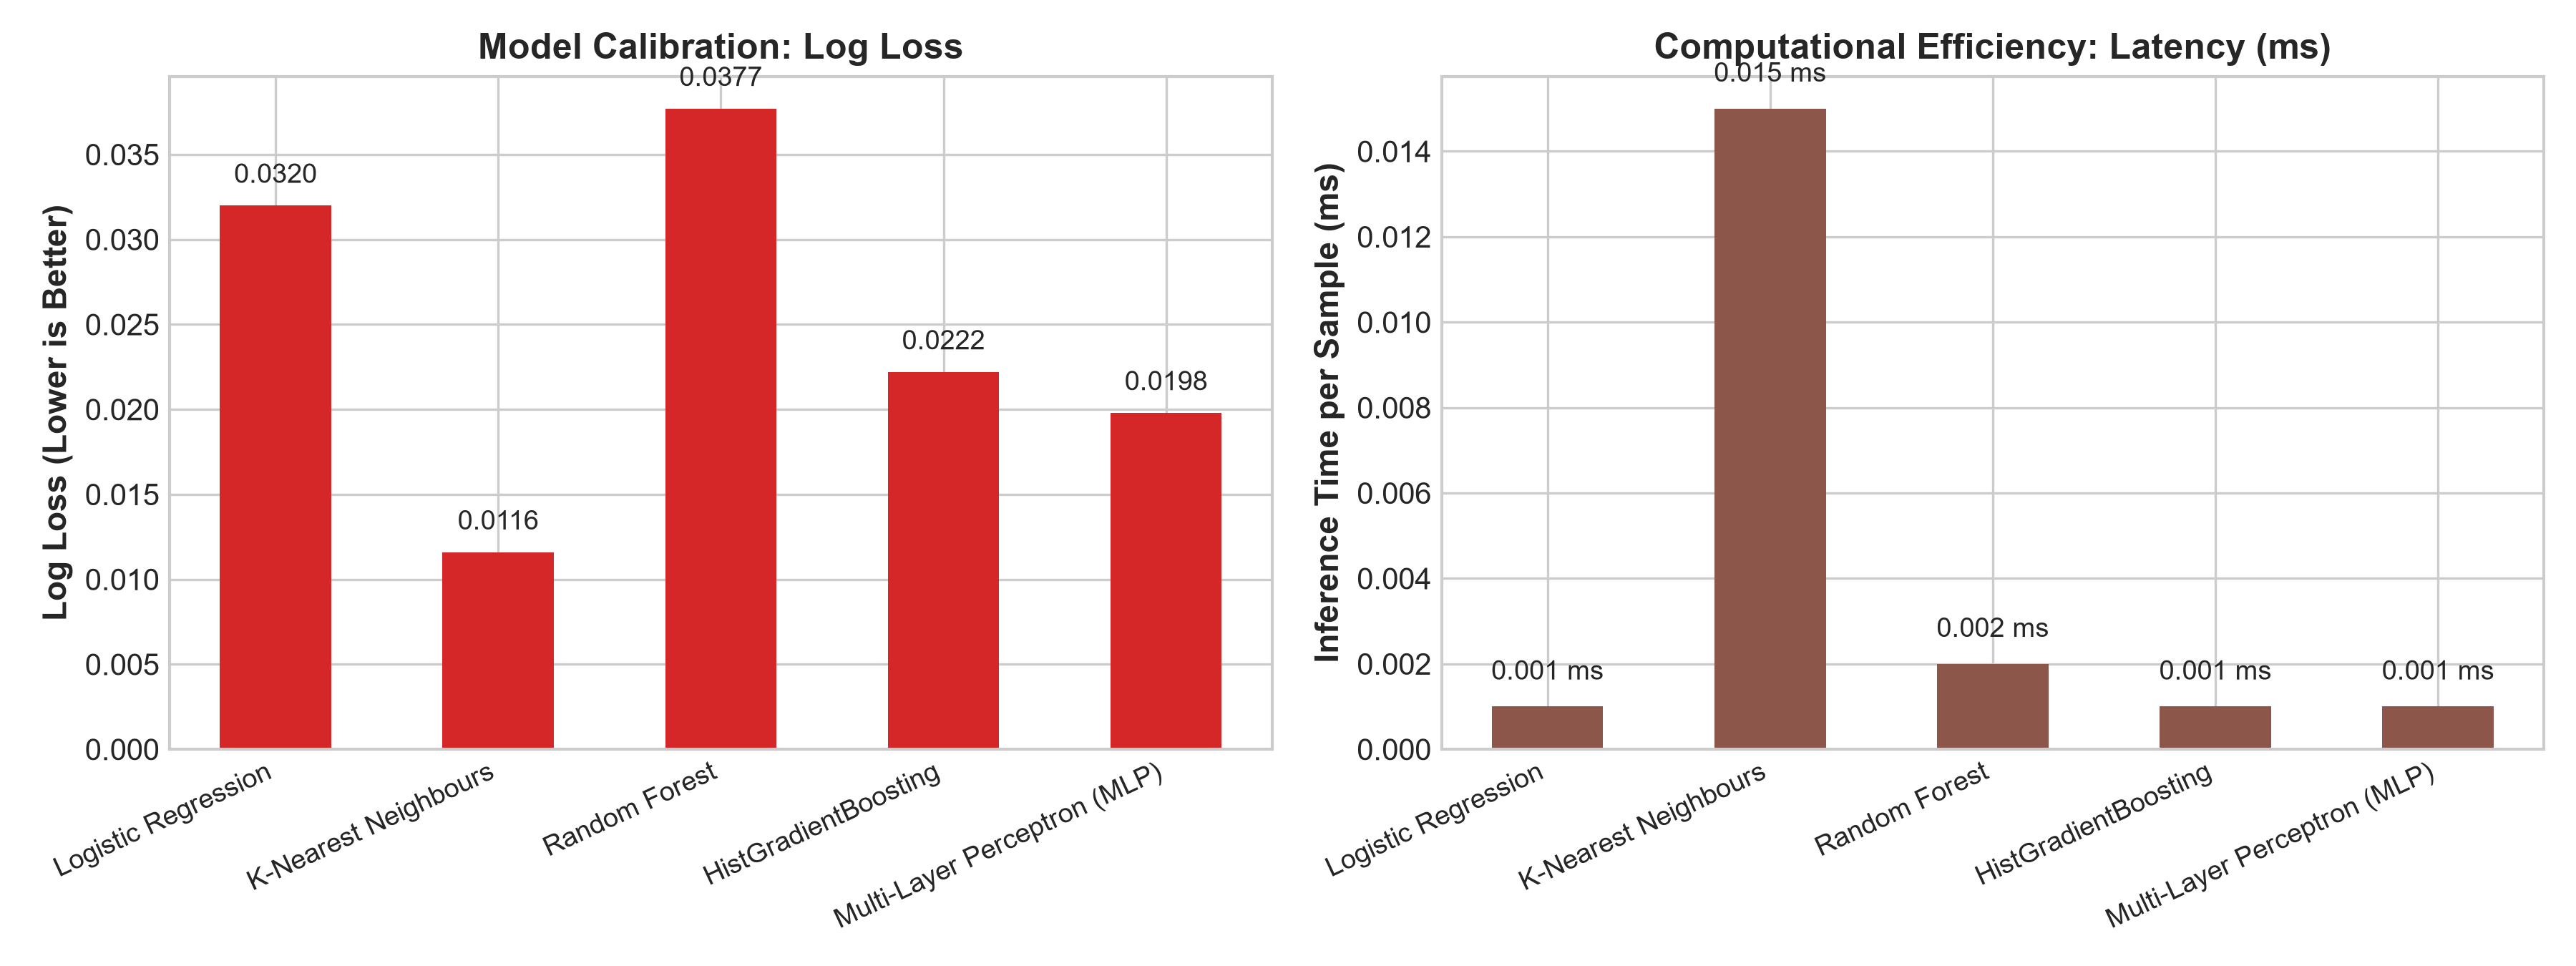 Model Calibration: Log Loss
Log Loss (Lower is Better)
0.035
0.030
0.025
0.020
0.015
0.010
0.005
0.000
0.0320
0.0116
0.0377
0.0222
0.0198
Logistic Regression
K-Nearest Neighbours
Random Forest
HistGradientBoosting
Multi-Layer Perceptron (MLP)
Computational Efficiency: Latency (ms)
Inference Time per Sample (ms)
0.014
0.012
0.010
0.008
0.006
0.004
0.002
0.000
0.001 ms
0.015 ms
0.002 ms
0.001 ms
0.001 ms
Logistic Regression
K-Nearest Neighbours
Random Forest
HistGradientBoosting
Multi-Layer Perceptron (MLP)